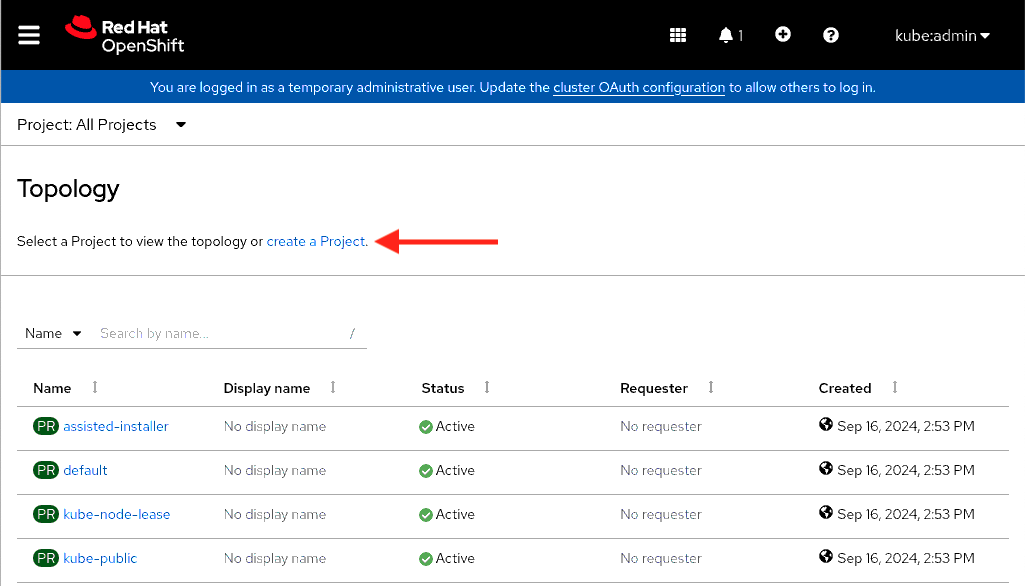 Red Hat
OpenShift
1
kube:admin
You are logged in as a temporary administrative user. Update the cluster OAuth configuration to allow others to log in.
Project: All Projects
Topology
Select a Project to view the topology or create a Project.
Name Search by name... /
Name Display name Status Requester Created
PR assisted-installer No display name Active No requester Sep 16, 2024, 2:53 PM
PR default No display name Active No requester Sep 16, 2024, 2:53 PM
PR kube-node-lease No display name Active No requester Sep 16, 2024, 2:53 PM
PR kube-public No display name Active No requester Sep 16, 2024, 2:53 PM